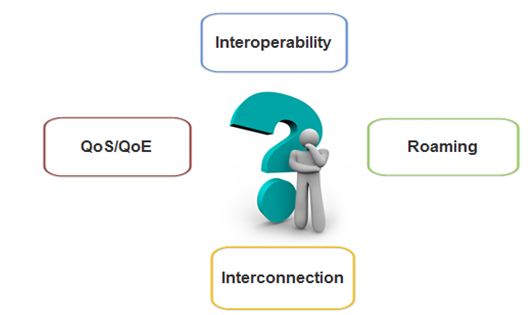 Interoperability
QoS/QoE
Roaming
Interconnection